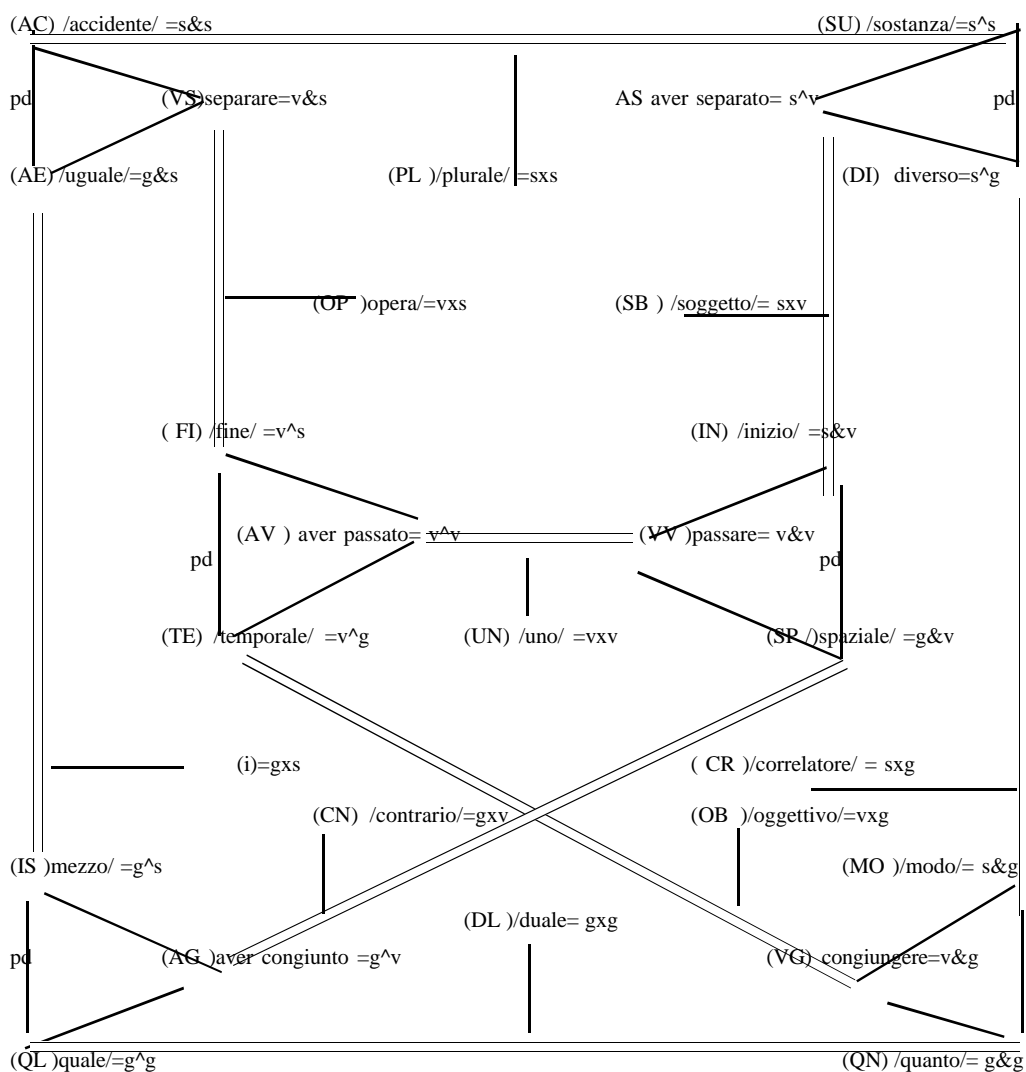 (AC) /accidente/ =s&s (SU) /sostanza/=s^s
pd (VS)separare=v&s AS aver separato= s^v pd
(AE) /uguale/=g&s (PL )/plurale/ =sxs (DI) diverso=s^g
(OP )opera/=vxs (SB ) /soggetto/= sxv
( FI) /fine/ =v^s (IN) /inizio/ =s&v
(AV ) aver passato= v^v (VV )passare= v&v
pd pd
(TE) /temporale/ =v^g (UN) /uno/ =vxv (SP /)spaziale/ =g&v
(i)=gxs ( CR )/correlatore/ = sxg
(CN) /contrario/=gxv (OB )/oggettivo/=vxg
(IS )mezzo/ =g^s (MO )/modo/= s&g
(DL )/duale= gxg
pd (AG )aver congiunto =g^v (VG) congiungere=v&g
(QL )quale/=g^g (QN) /quanto/= g&g